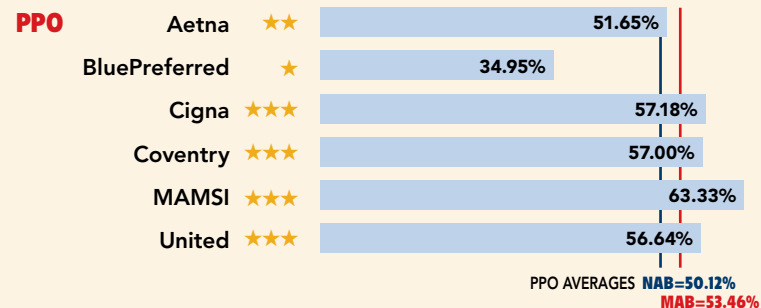 PPO
Aetna ★★ 51.65%
BluePreferred ★ 34.95%
Cigna ★★★ 57.18%
Coventry ★★★ 57.00%
MAMSI ★★★ 63.33%
United ★★★ 56.64%
PPO AVERAGES NAB=50.12%
MAB=53.46%